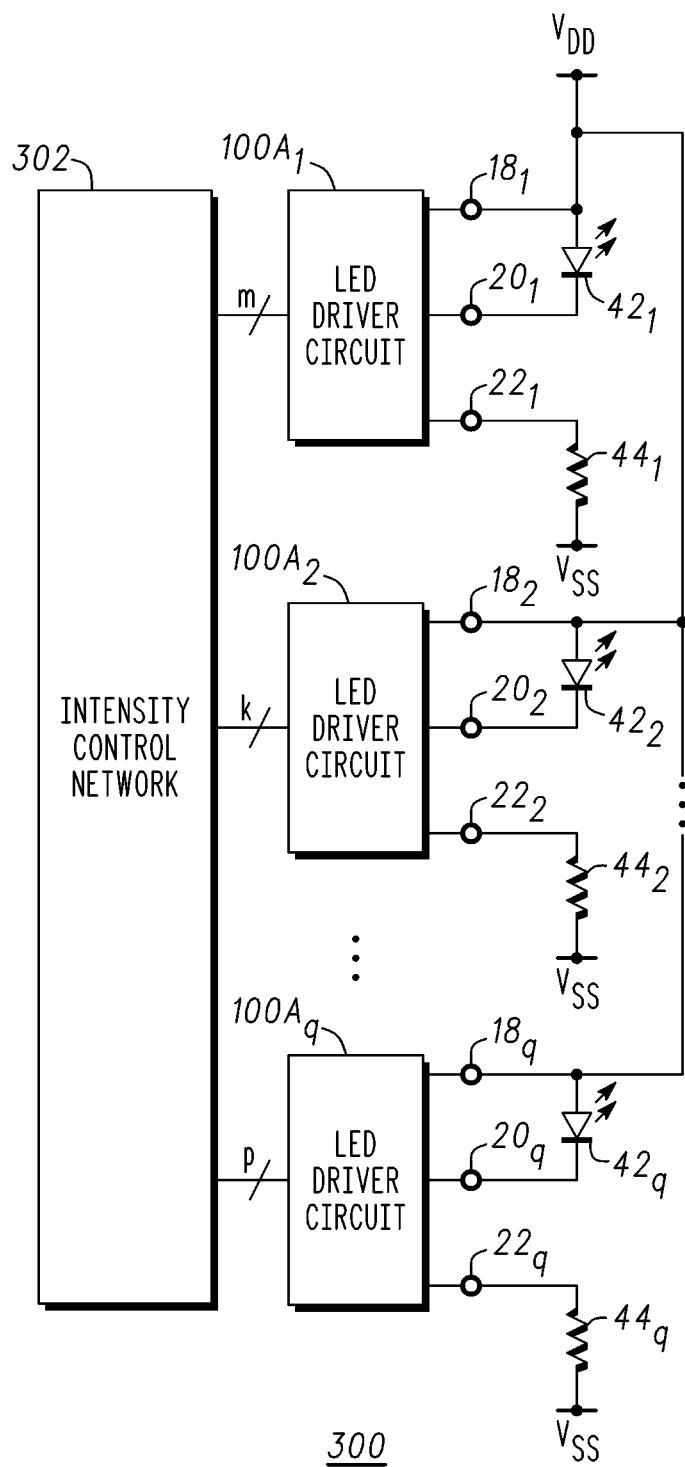 V_DD
302
100A_1
18_1
m
LED
DRIVER
CIRCUIT
20_1
42_1
22_1
44_1
V_SS
100A_2
18_2
INTENSITY
CONTROL
NETWORK
k
LED
DRIVER
CIRCUIT
20_2
42_2
22_2
44_2
V_SS
100A_q
18_q
p
LED
DRIVER
CIRCUIT
20_q
42_q
22_q
44_q
V_SS
300